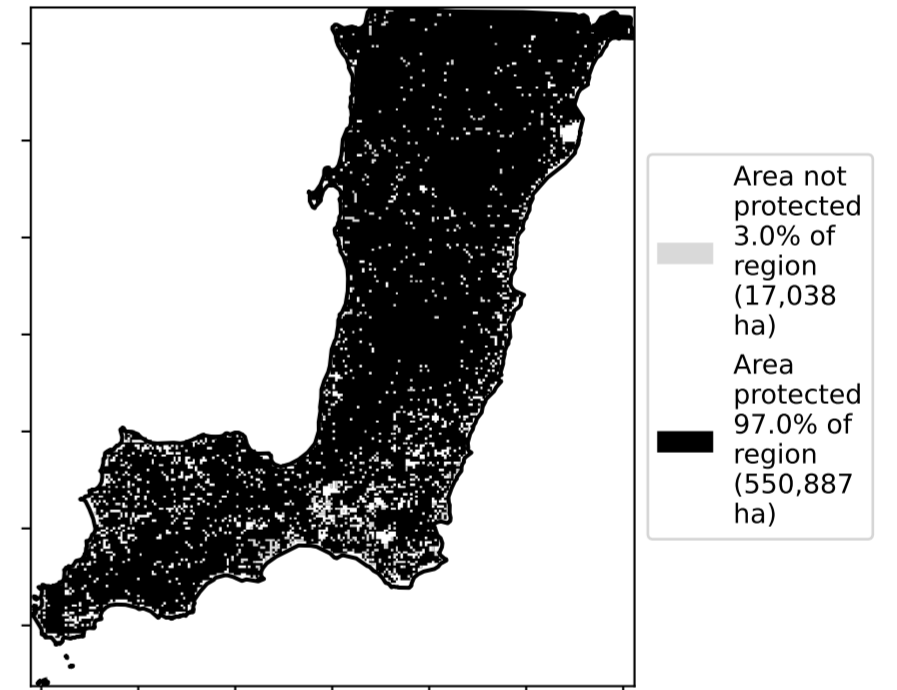 Area not
protected
3.0% of
region
(17,038
ha)
Area
protected
97.0% of
region
(550,887
ha)